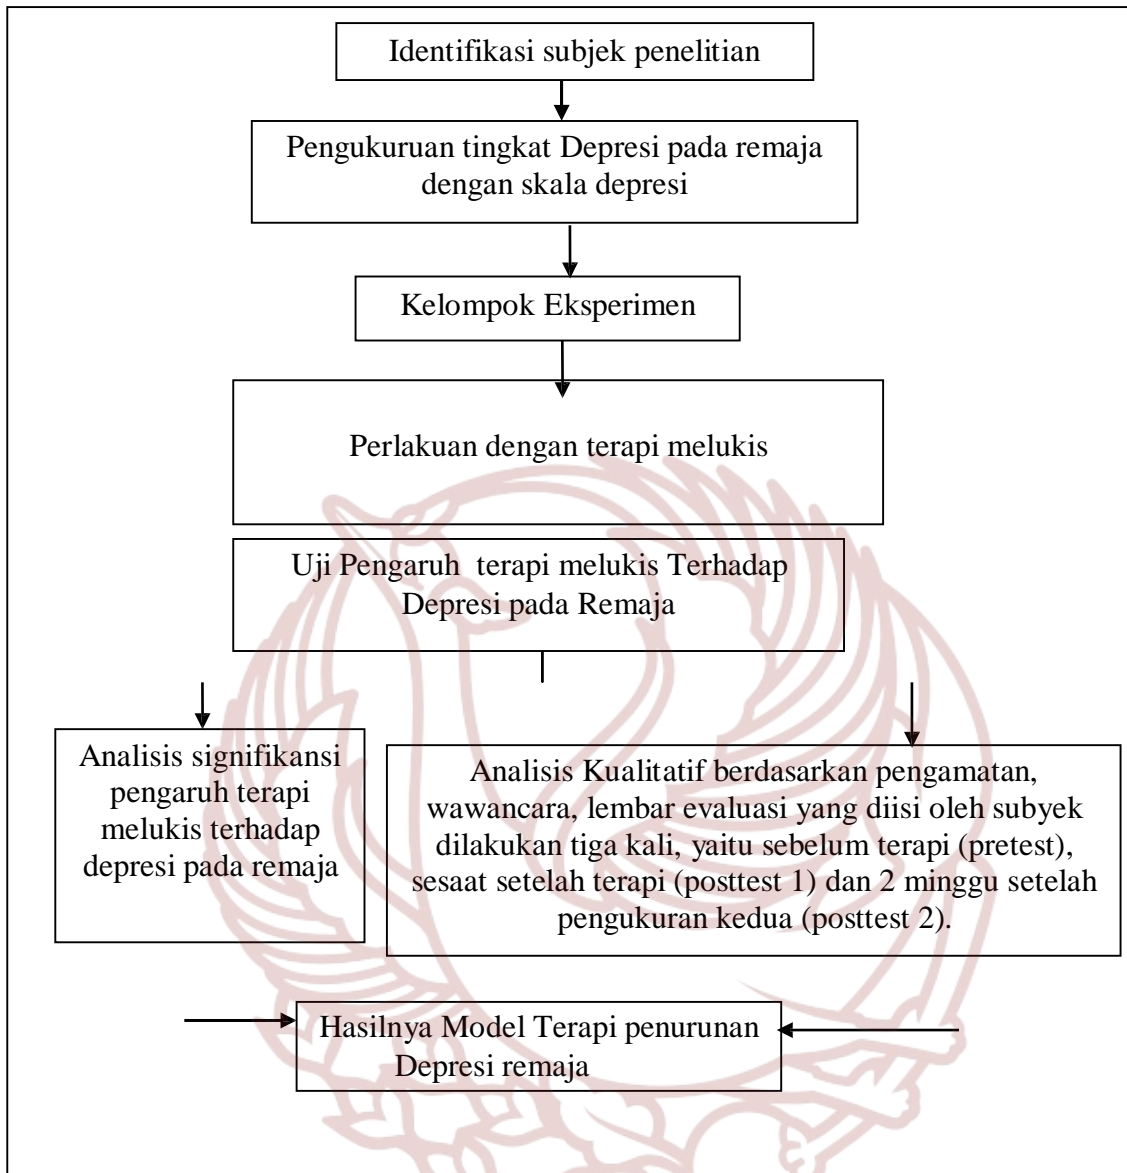 Identifikasi subjek penelitian
Pengukuruan tingkat Depresi pada remaja
dengan skala depresi
Kelompok Eksperimen
Perlakuan dengan terapi melukis
Uji Pengaruh terapi melukis Terhadap
Depresi pada Remaja
Analisis signifikansi
pengaruh terapi
melukis terhadap
depresi pada remaja
Analisis Kualitatif berdasarkan pengamatan,
wawancara, lembar evaluasi yang diisi oleh subyek
dilakukan tiga kali, yaitu sebelum terapi (pretest),
sesaat setelah terapi (posttest 1) dan 2 minggu setelah
pengukuran kedua (posttest 2).
Hasilnya Model Terapi penurunan
Depresi remaja